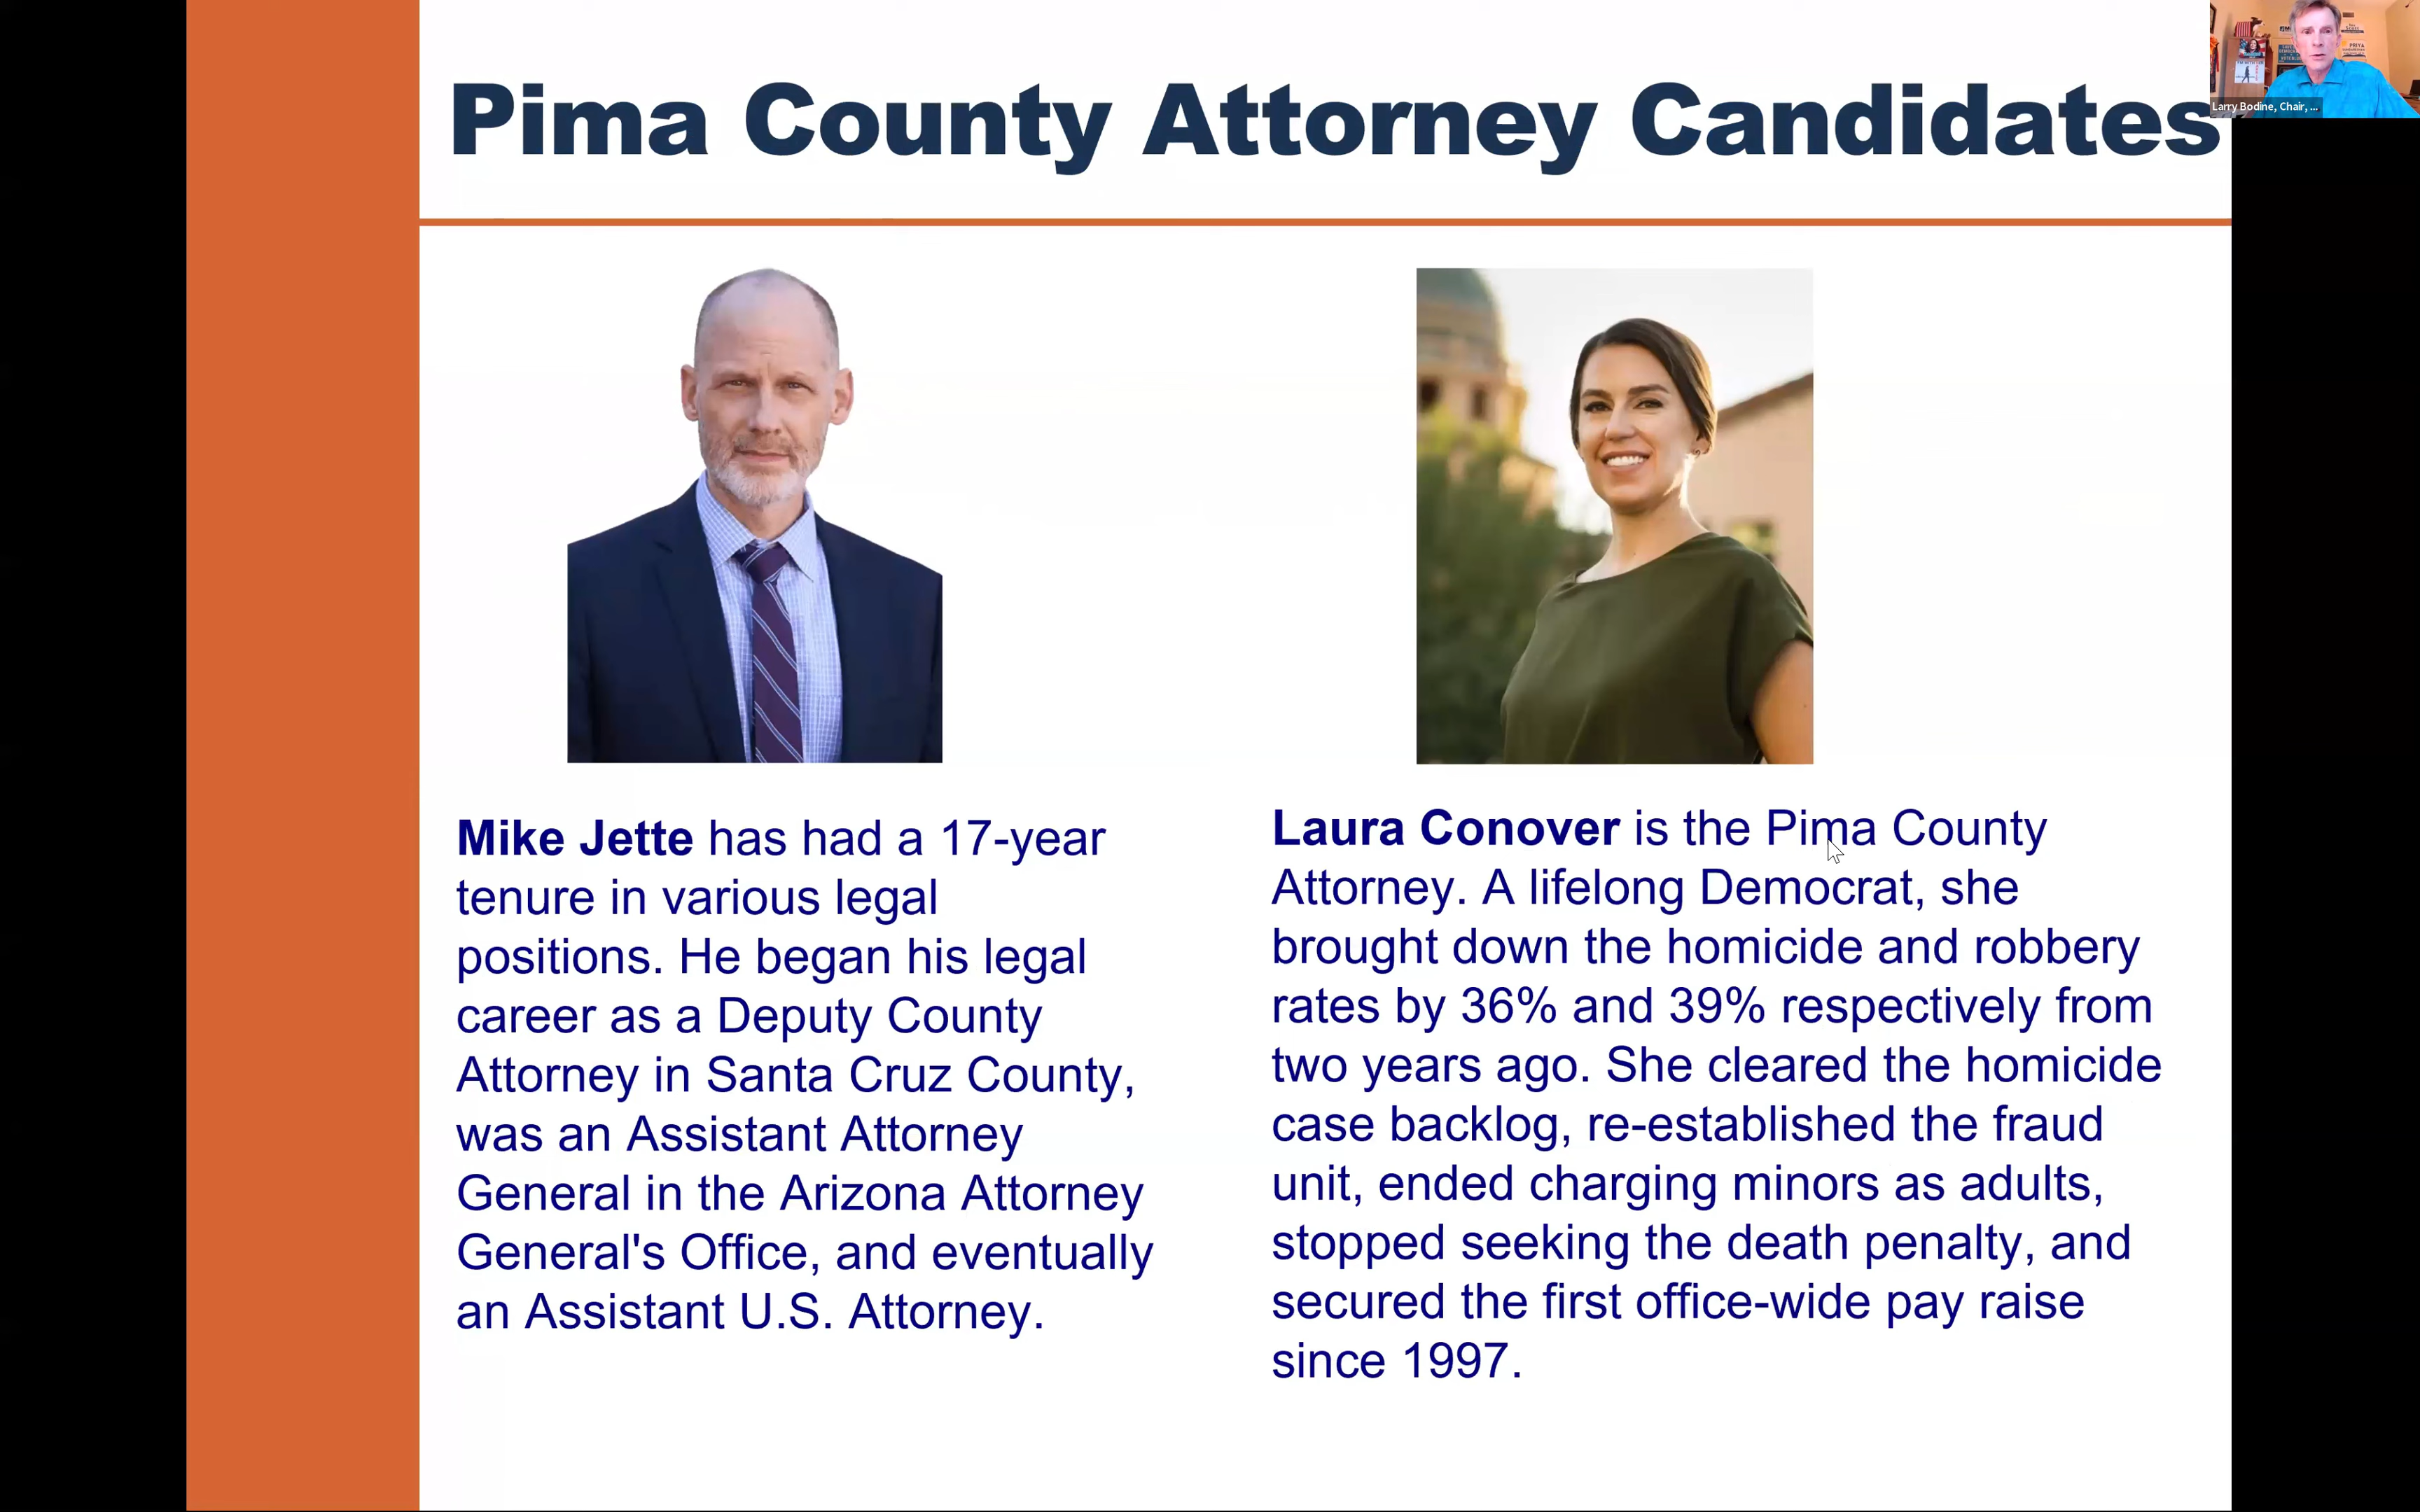 Pima County Attorney Candidates
Larry Bodine, Chair, ...
PRIYA
Mike Jette has had a 17-year
tenure in various legal
positions. He began his legal
career as a Deputy County
Attorney in Santa Cruz County,
was an Assistant Attorney
General in the Arizona Attorney
General's Office, and eventually
an Assistant U.S. Attorney.
Laura Conover is the Pima County
Attorney. A lifelong Democrat, she
brought down the homicide and robbery
rates by 36% and 39% respectively from
two years ago. She cleared the homicide
case backlog, re-established the fraud
unit, ended charging minors as adults,
stopped seeking the death penalty, and
secured the first office-wide pay raise
since 1997.